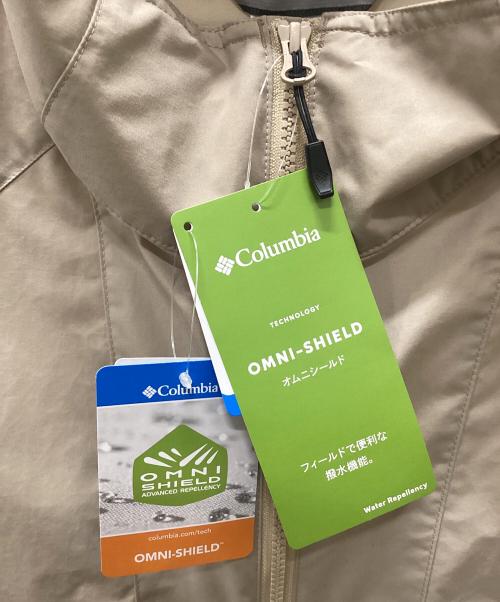 Columbia
TECHNOLOGY
OMNI-SHIELD
オムニシールド
フィールドで便利な
撥水機能。
Water Repellency
Columbia
OMNI
SHIELD
ADVANCED REPELLENCY
columbia.com/tech
OMNI-SHIELD™